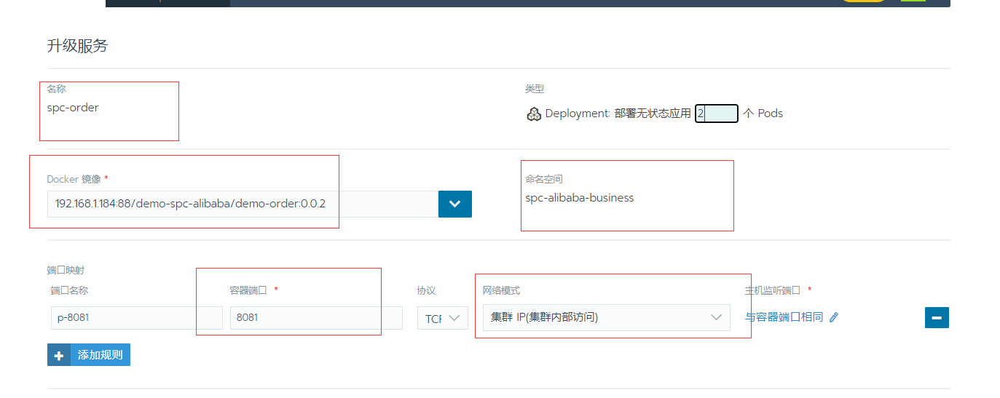 升级服务
名称
类型
spc-order
Deployment: 部署无状态应用 2 个 Pods
Docker 镜像 *
命名空间
192.168.1.184:88/demo-spc-alibaba/demo-order:0.0.2
spc-alibaba-business
端口映射
端口名称 容器端口 * 协议 网络模式 主机监听端口 *
p-8081 8081 TCP 集群 IP(集群内部访问) 与容器端口相同
添加规则